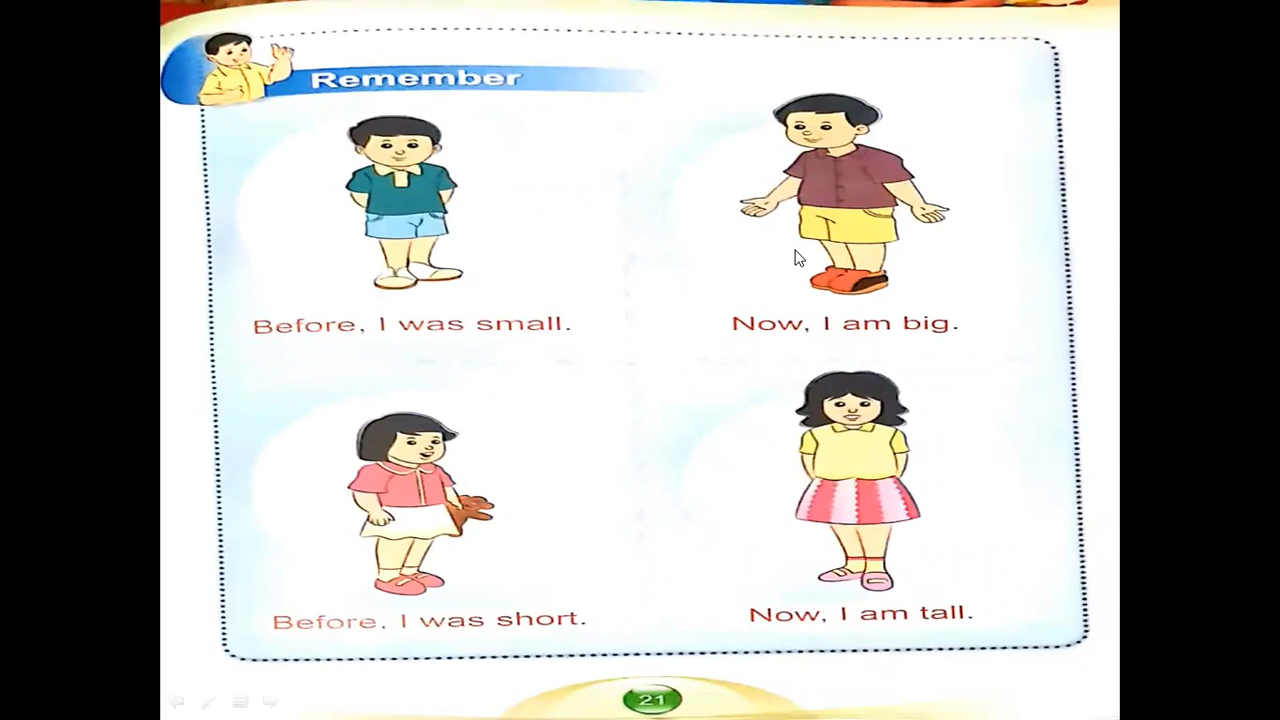 Remember
Before, I was small.
Now, I am big.
Before, I was short.
Now, I am tall.
21